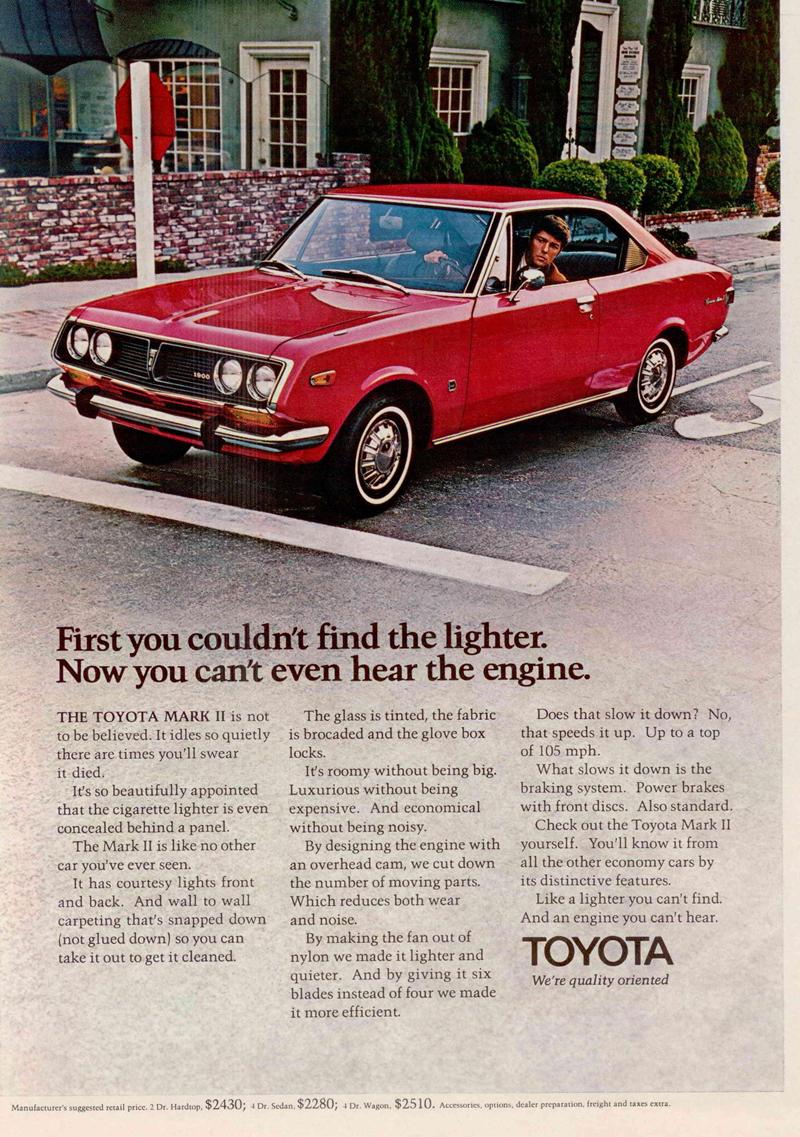 1900
First you couldn't find the lighter.
Now you can't even hear the engine.
THE TOYOTA MARK II is not
to be believed. It idles so quietly
there are times you'll swear
it died.
It's so beautifully appointed
that the cigarette lighter is even
concealed behind a panel.
The Mark II is like no other
car you've ever seen.
It has courtesy lights front
and back. And wall to wall
carpeting that's snapped down
(not glued down) so you can
take it out to get it cleaned.
The glass is tinted, the fabric
is brocaded and the glove box
locks.
It's roomy without being big.
Luxurious without being
expensive. And economical
without being noisy.
By designing the engine with
an overhead cam, we cut down
the number of moving parts.
Which reduces both wear
and noise.
By making the fan out of
nylon we made it lighter and
quieter. And by giving it six
blades instead of four we made
it more efficient.
Does that slow it down? No,
that speeds it up. Up to a top
of 105 mph.
What slows it down is the
braking system. Power brakes
with front discs. Also standard.
Check out the Toyota Mark II
yourself. You'll know it from
all the other economy cars by
its distinctive features.
Like a lighter you can't find.
And an engine you can't hear.
TOYOTA
We're quality oriented
Manufacturer's suggested retail price. 2 Dr. Hardtop, $2430; 4 Dr. Sedan, $2280; 4 Dr. Wagon, $2510. Accessories, options, dealer preparation, freight and taxes extra.